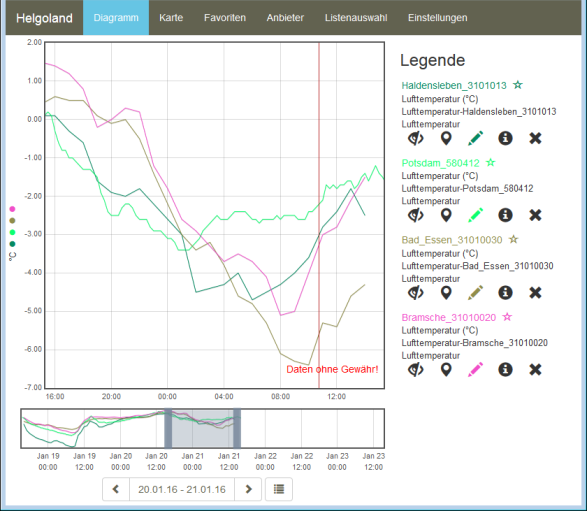 Helgoland Diagramm Karte Favoriten Anbieter Listenauswahl Einstellungen
2.00
1.00
0.00
-1.00
-2.00
-3.00
-4.00
-5.00
-6.00
-7.00
°C
Daten ohne Gewähr!
16:00 20:00 00:00 04:00 08:00 12:00
Legende
Haldensleben_3101013
Lufttemperatur (°C)
Lufttemperatur-Haldensleben_3101013
Lufttemperatur
Potsdam_580412
Lufttemperatur (°C)
Lufttemperatur-Potsdam_580412
Lufttemperatur
Bad_Essen_31010030
Lufttemperatur (°C)
Lufttemperatur-Bad_Essen_31010030
Lufttemperatur
Bramsche_31010020
Lufttemperatur (°C)
Lufttemperatur-Bramsche_31010020
Lufttemperatur
Jan 19 Jan 19 Jan 20 Jan 20 Jan 21 Jan 21 Jan 22 Jan 22 Jan 23 Jan 23
00:00 12:00 00:00 12:00 00:00 12:00 00:00 12:00 00:00 12:00
20.01.16 - 21.01.16